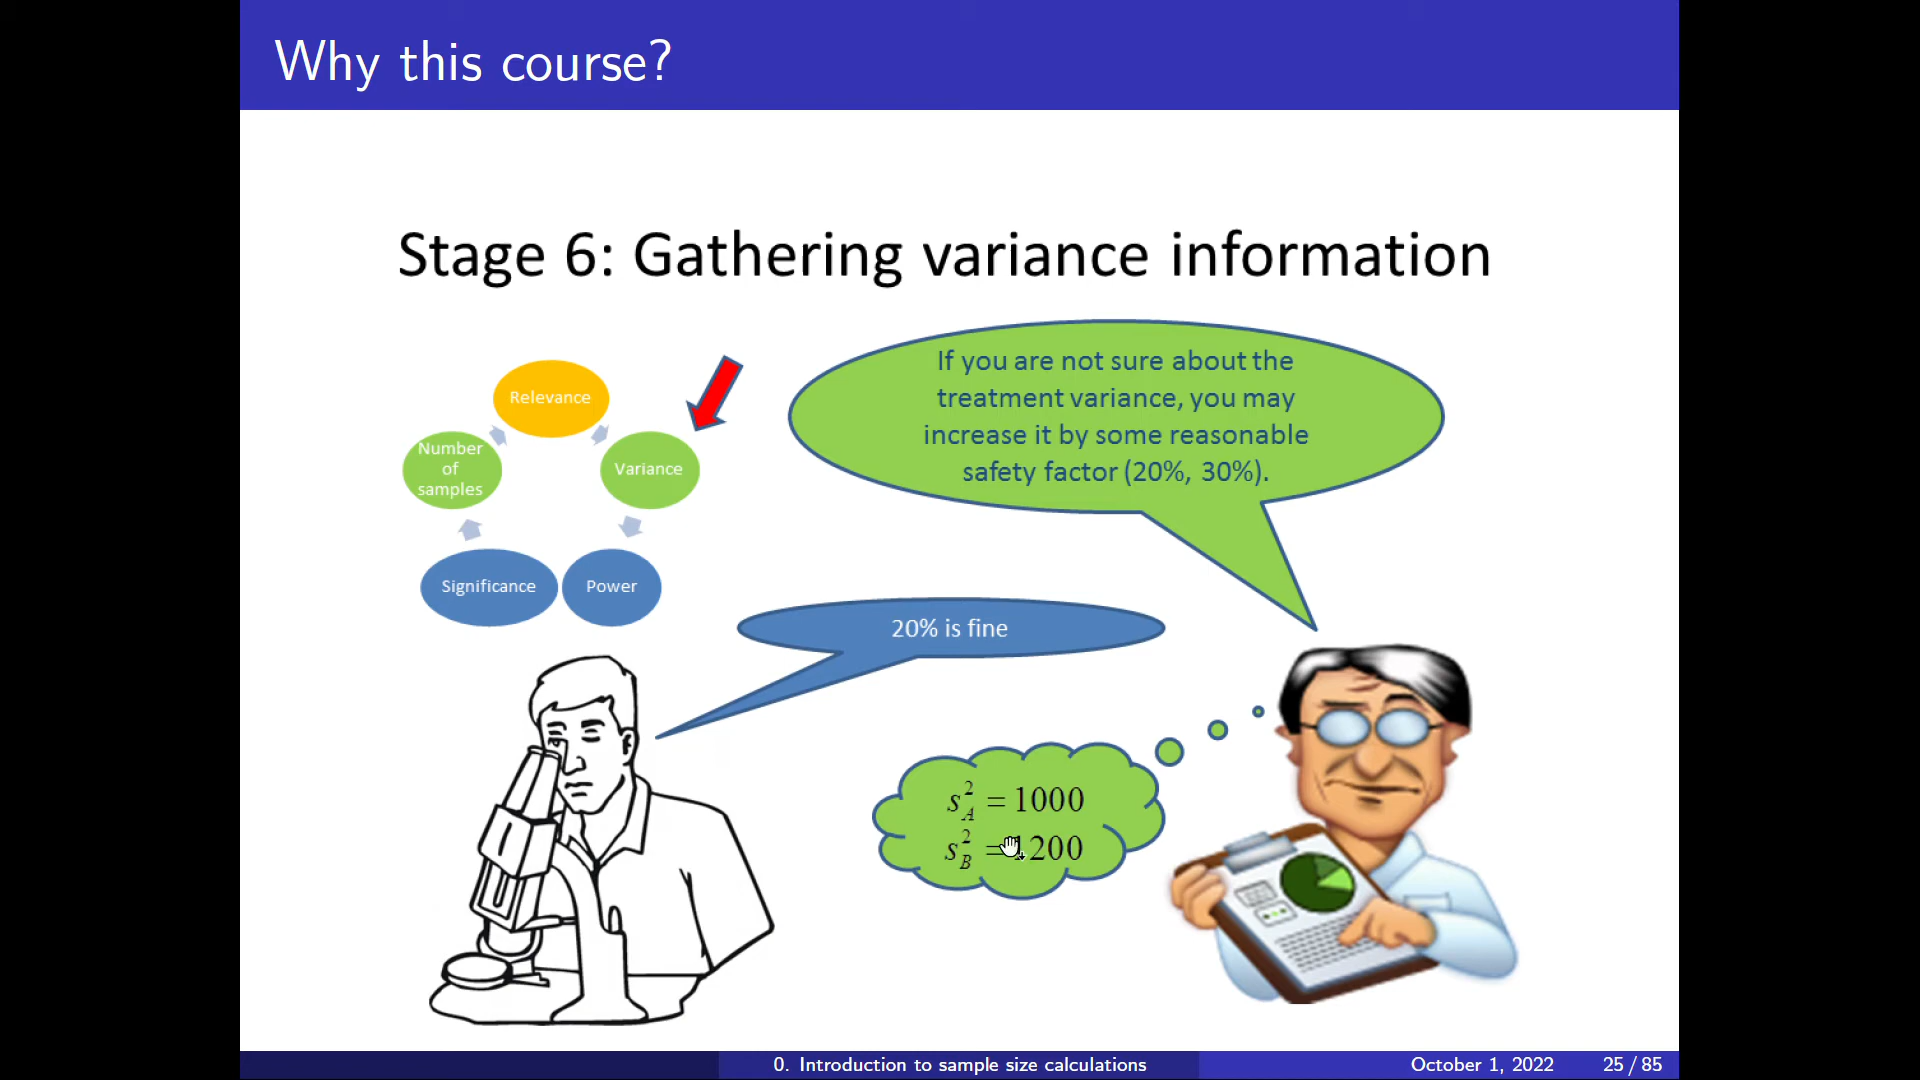 Why this course?
Stage 6: Gathering variance information
Relevance
Number
of
samples
Variance
Significance
Power
If you are not sure about the
treatment variance, you may
increase it by some reasonable
safety factor (20%, 30%).
20% is fine
s²_A = 1000
s²_B = 1200
0. Introduction to sample size calculations
October 1, 2022
25 / 85